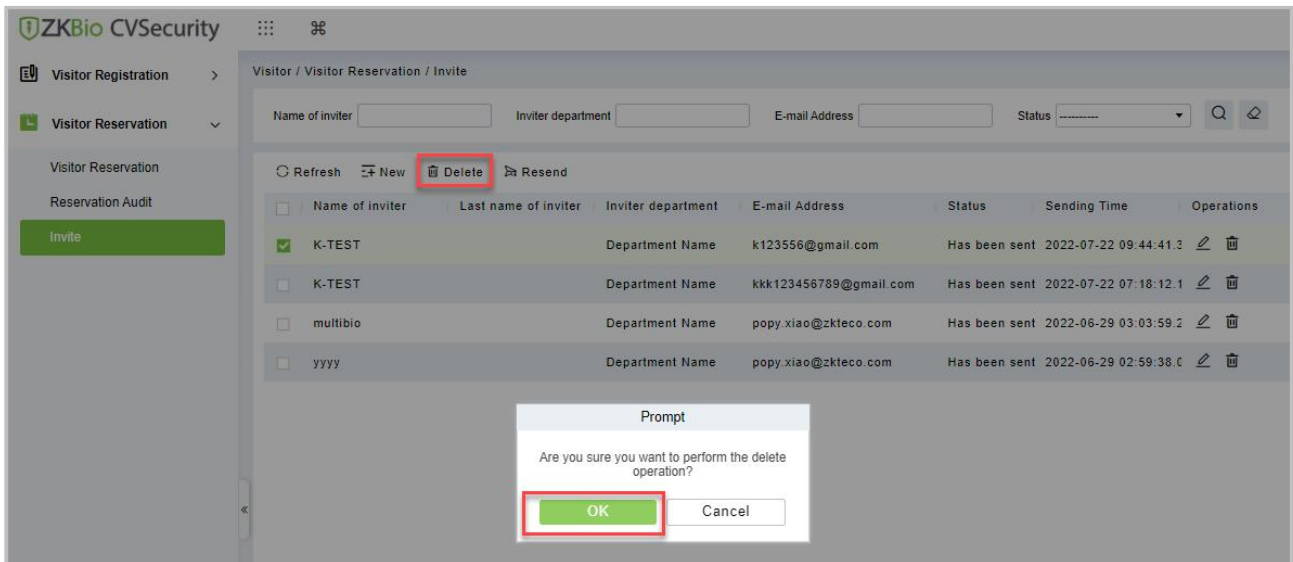 ZKBio CVSecurity
Visitor Registration
Visitor / Visitor Reservation / Invite
Visitor Reservation
Name of inviter Inviter department E-mail Address Status ----------
Visitor Reservation
Refresh New Delete Resend
Reservation Audit
Name of inviter Last name of inviter Inviter department E-mail Address Status Sending Time Operations
Invite
K-TEST Department Name k123556@gmail.com Has been sent 2022-07-22 09:44:41.3
K-TEST Department Name kkk123456789@gmail.com Has been sent 2022-07-22 07:18:12.1
multibio Department Name popy.xiao@zkteco.com Has been sent 2022-06-29 03:03:59.2
yyyy Department Name popy.xiao@zkteco.com Has been sent 2022-06-29 02:59:38.0
Prompt
Are you sure you want to perform the delete
operation?
OK Cancel